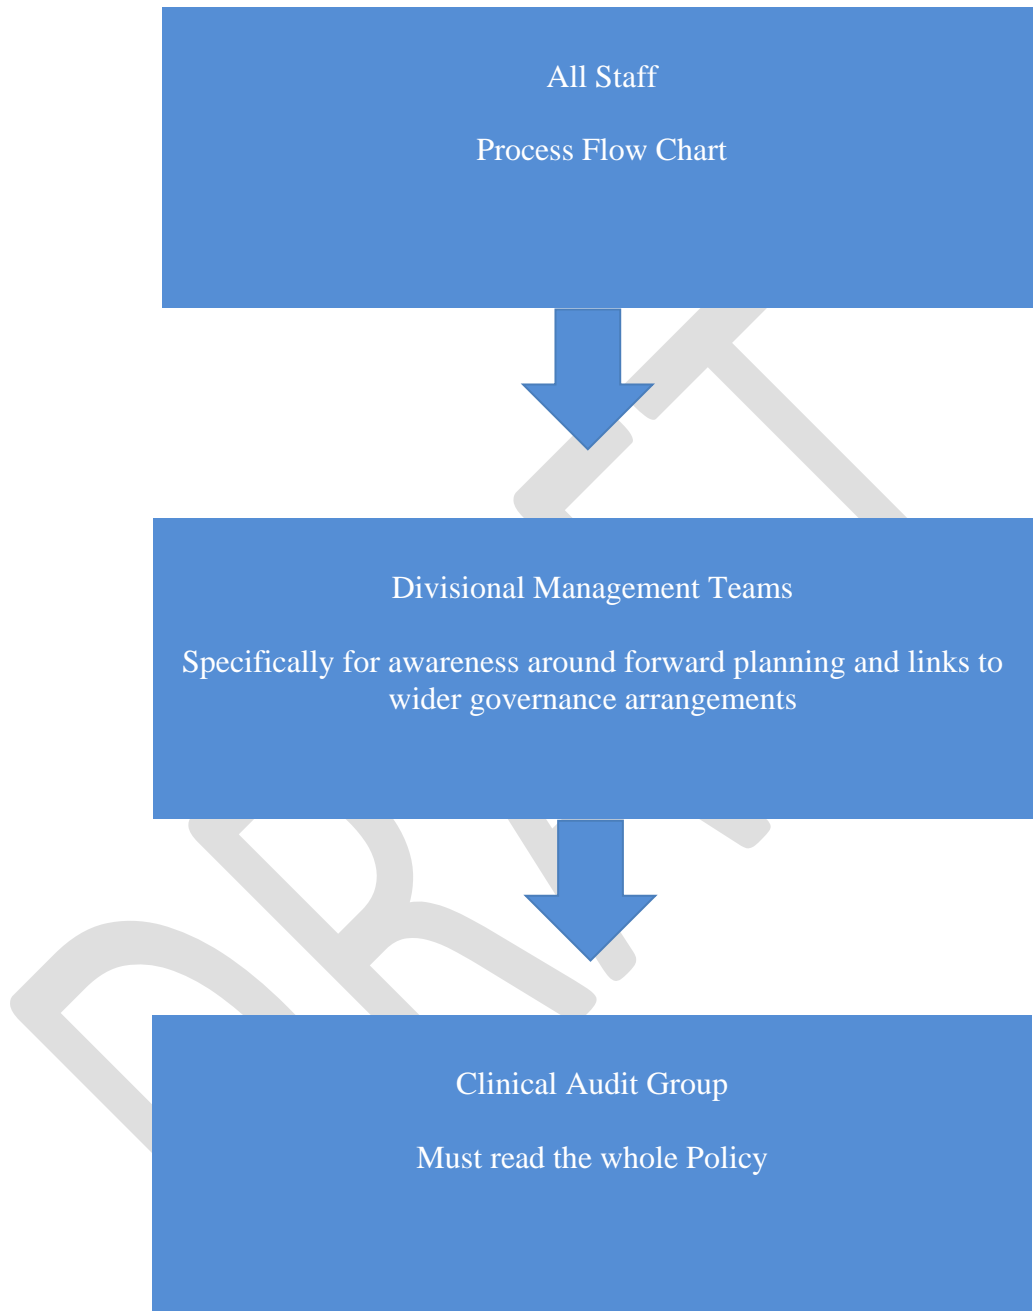 All Staff
Process Flow Chart
Divisional Management Teams
Specifically for awareness around forward planning and links to
wider governance arrangements
Clinical Audit Group
Must read the whole Policy
DRAFT